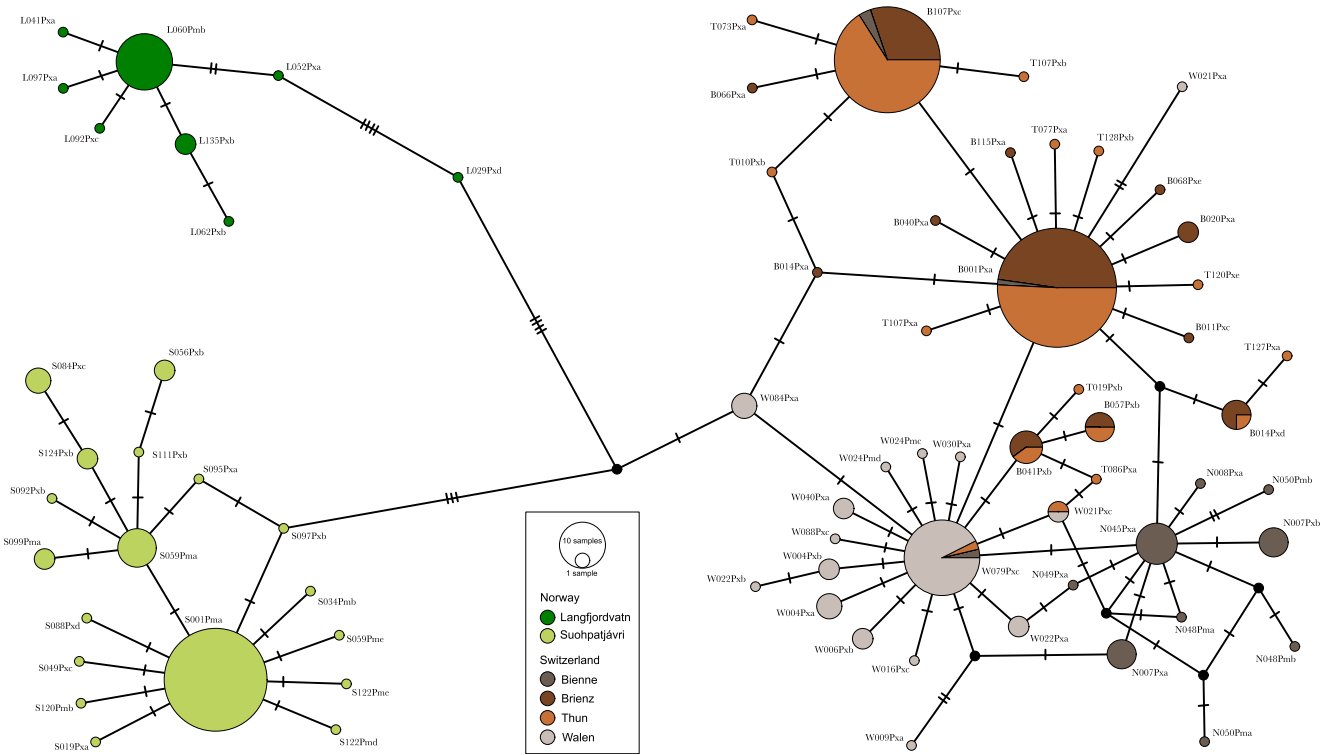 L041Pxa
L060Pmb
L097Pxa
L052Pxa
L092Pxc
L135Pxb
L029Pxd
L062Pxb
T073Pxa
B107Pxc
B066Pxa
T107Pxb
W021Pxa
T010Pxb
B115Pxa
T077Pxa
T128Pxb
B068Pxe
B040Pxa
B020Pxa
B014Pxa
B001Pxa
T120Pxe
T107Pxa
B011Pxc
T127Pxa
B014Pxd
W084Pxa
T019Pxb
B057Pxb
B041Pxb
T086Pxa
W024Pmc
W030Pxa
W024Pmd
W040Pxa
W088Pxc
W004Pxb
W022Pxb
W004Pxa
W006Pxb
W016Pxc
W009Pxa
W079Pxc
W021Pxc
W022Pxa
N045Pxa
N008Pxa
N050Pmb
N007Pxb
N049Pxa
N048Pma
N048Pmb
N007Pxa
N050Pma
S084Pxc
S056Pxb
S124Pxb
S111Pxb
S095Pxa
S092Pxb
S097Pxb
S099Pma
S059Pma
S001Pma
S034Pmb
S088Pxd
S059Pme
S049Pxc
S122Pmc
S120Pmb
S122Pmd
S019Pxa
10 samples
1 sample
Norway
Langfjordvatn
Suohpatjávri
Switzerland
Bienne
Brienz
Thun
Walen